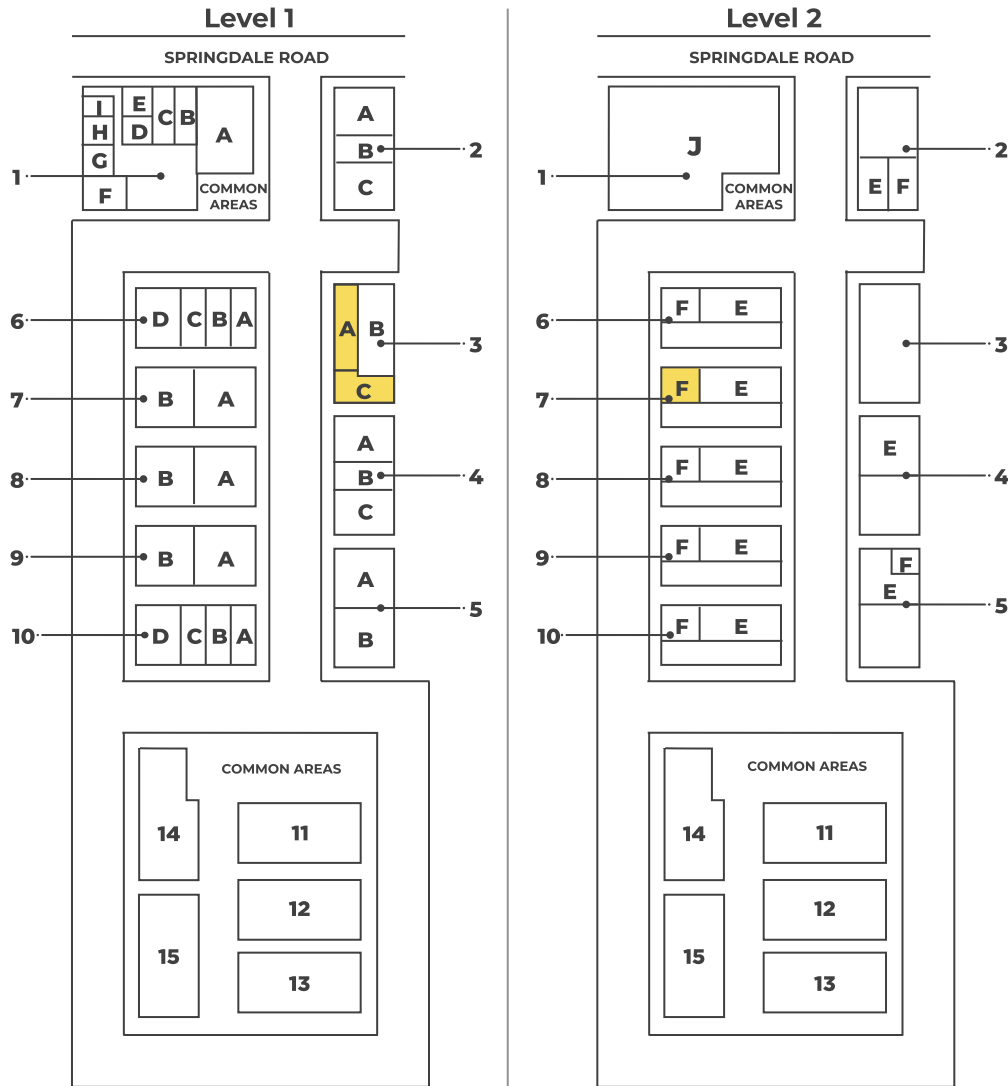 Level 1
SPRINGDALE ROAD
I
H
G
F
E
D
C
B
A
1
COMMON
AREAS
A
B
C
2
D C B A
6
A
B
C
3
B A
7
B A
8
A
B
C
4
B A
9
A
B
5
D C B A
10
COMMON AREAS
14
11
12
15
13
Level 2
SPRINGDALE ROAD
J
1
COMMON
AREAS
2
E F
F E
6
3
F E
7
F E
8
E
4
F E
9
F
E
5
F E
10
COMMON AREAS
14
11
12
15
13